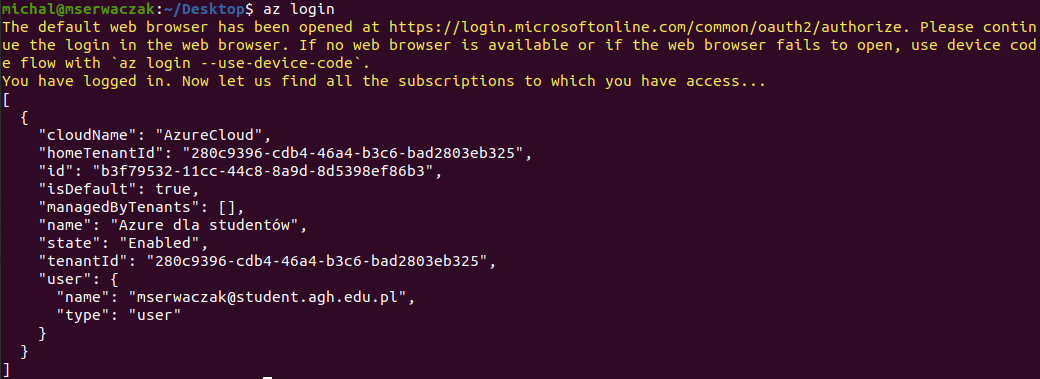 michal@mserwaczak:~/Desktop$ az login
The default web browser has been opened at https://login.microsoftonline.com/common/oauth2/authorize. Please contin
ue the login in the web browser. If no web browser is available or if the web browser fails to open, use device cod
e flow with `az login --use-device-code`.
You have logged in. Now let us find all the subscriptions to which you have access...
[
  {
    "cloudName": "AzureCloud",
    "homeTenantId": "280c9396-cdb4-46a4-b3c6-bad2803eb325",
    "id": "b3f79532-11cc-44c8-8a9d-8d5398ef86b3",
    "isDefault": true,
    "managedByTenants": [],
    "name": "Azure dla studentów",
    "state": "Enabled",
    "tenantId": "280c9396-cdb4-46a4-b3c6-bad2803eb325",
    "user": {
      "name": "mserwaczak@student.agh.edu.pl",
      "type": "user"
    }
  }
]